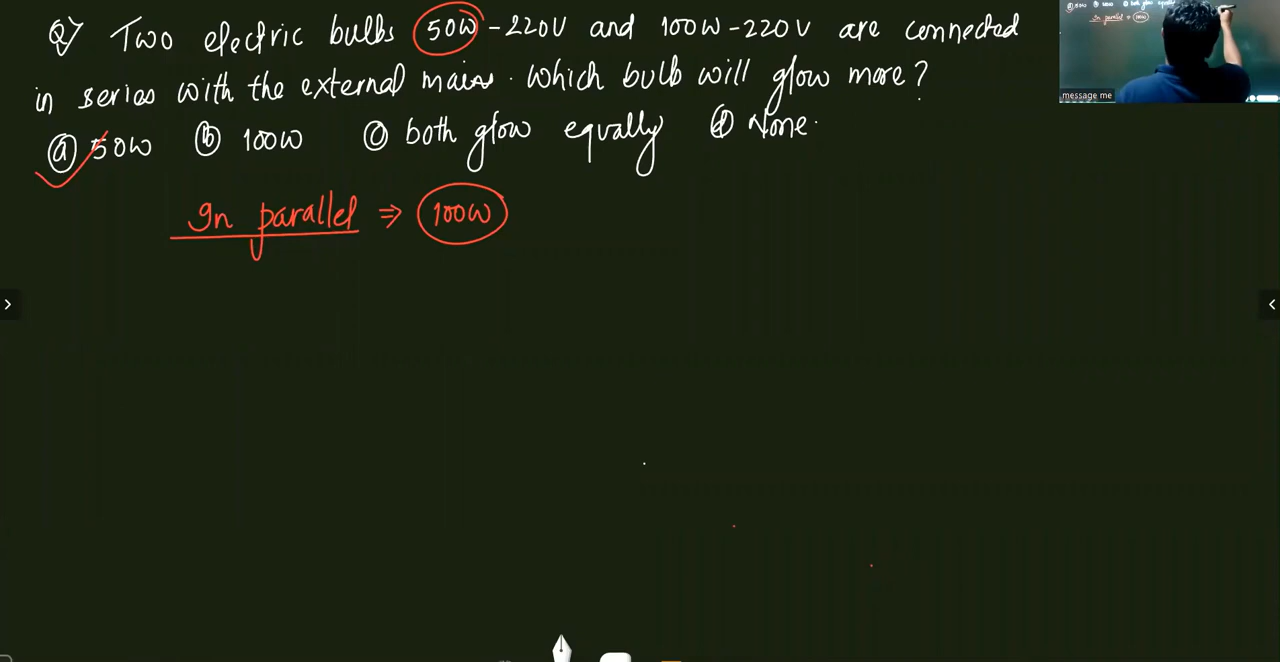 Q> Two electric bulbs 50W-220V and 100W-220V are connected
in series with the external mains. Which bulb will glow more?
(a) 50W (b) 100W (c) both glow equally (d) None.
In parallel ⇒ 100W
message me